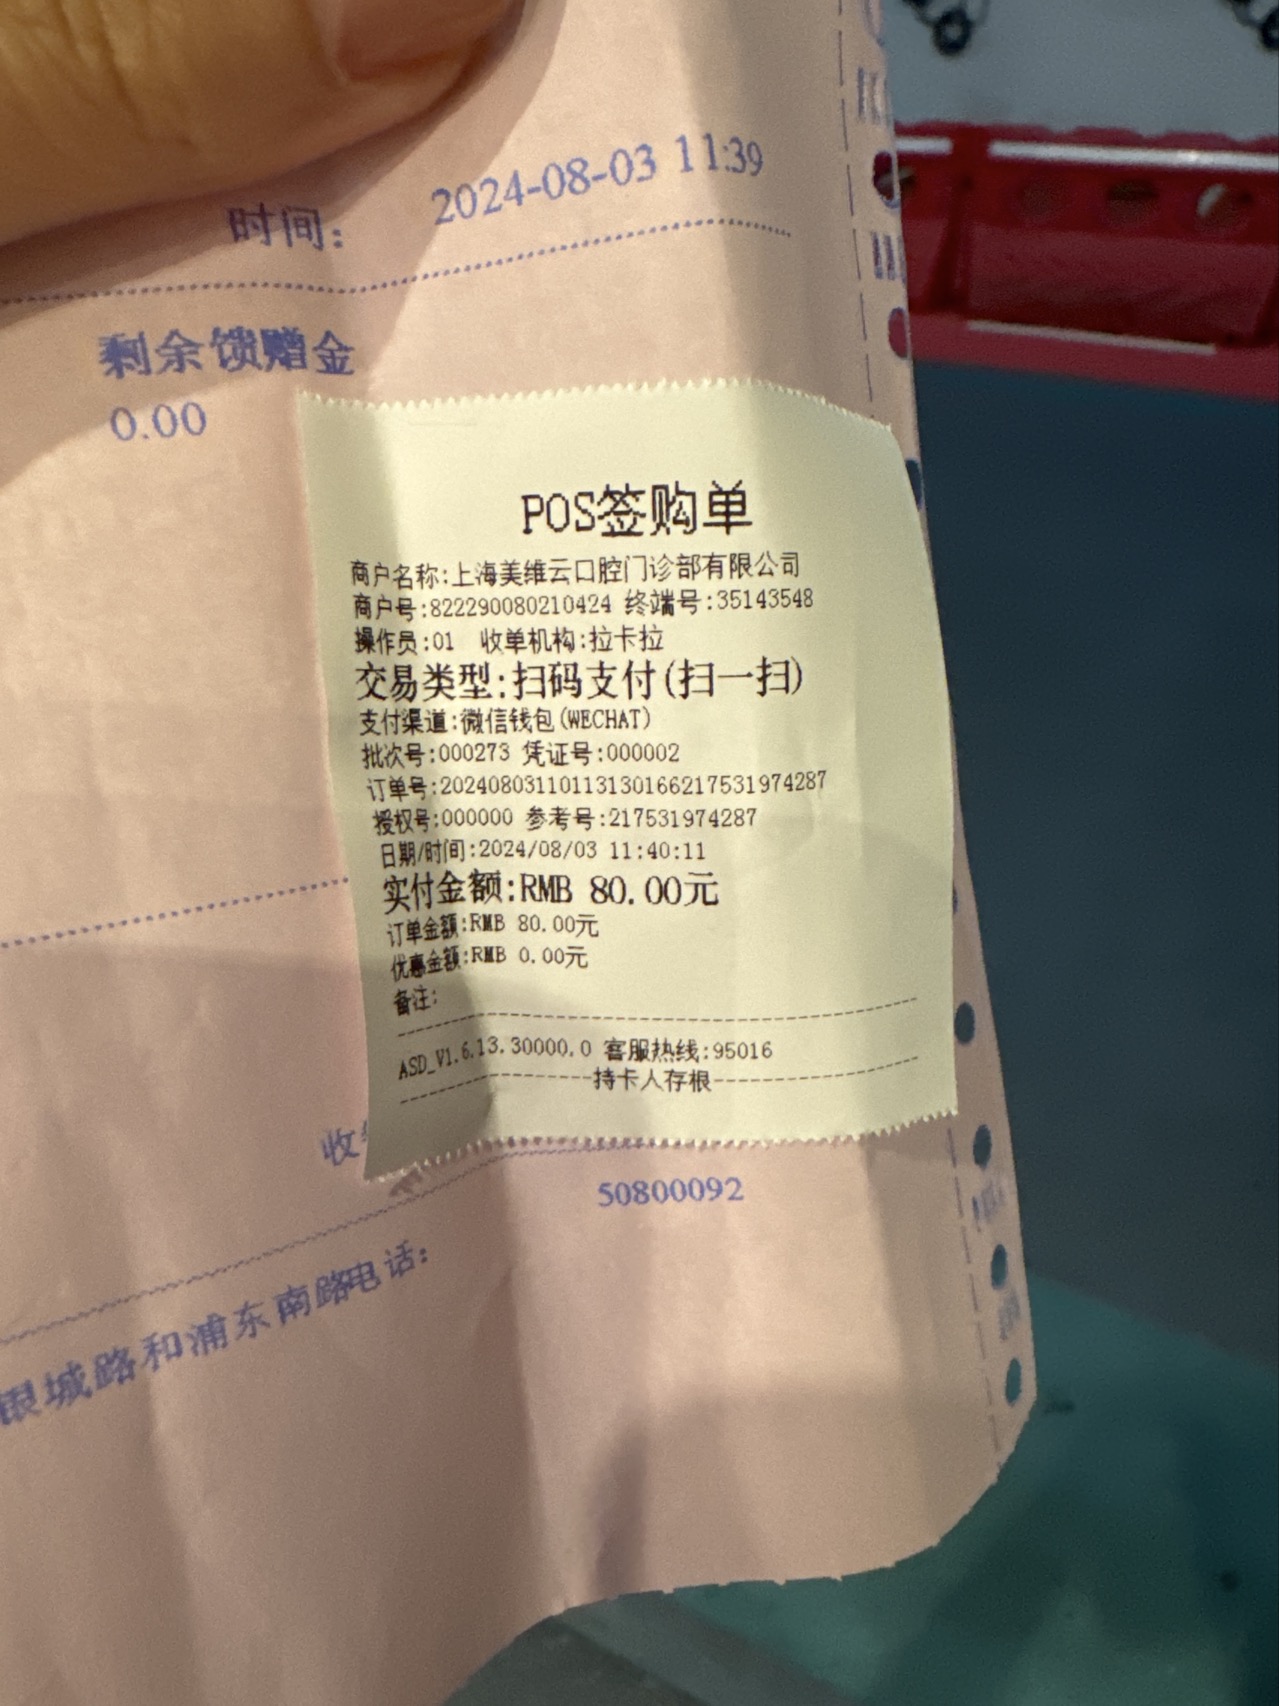 时间: 2024-08-03 11:39
剩余馈赠金
0.00
POS签购单
商户名称:上海美维云口腔门诊部有限公司
商户号:822290080210424 终端号:35143548
操作员:01 收单机构:拉卡拉
交易类型:扫码支付(扫一扫)
支付渠道:微信钱包(WECHAT)
批次号:000273 凭证号:000002
订单号:20240803110113130166217531974287
授权号:000000 参考号:217531974287
日期/时间:2024/08/03 11:40:11
实付金额:RMB 80.00元
订单金额:RMB 80.00元
优惠金额:RMB 0.00元
备注:
ASD_V1.6.13.30000.0 客服热线:95016
持卡人存根
收
50800092
银城路和浦东南路电话: